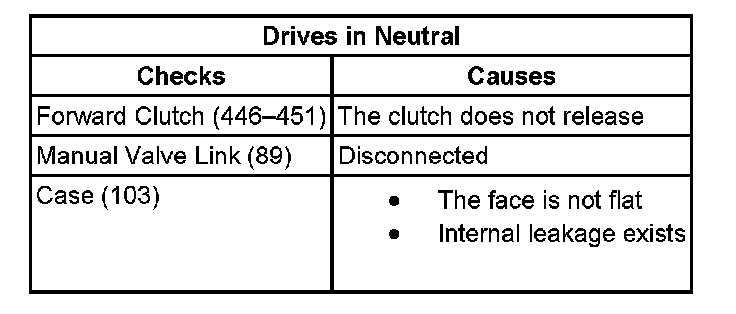 Drives in Neutral
Checks Causes
Forward Clutch (446–451) The clutch does not release
Manual Valve Link (89) Disconnected
Case (103) • The face is not flat
• Internal leakage exists